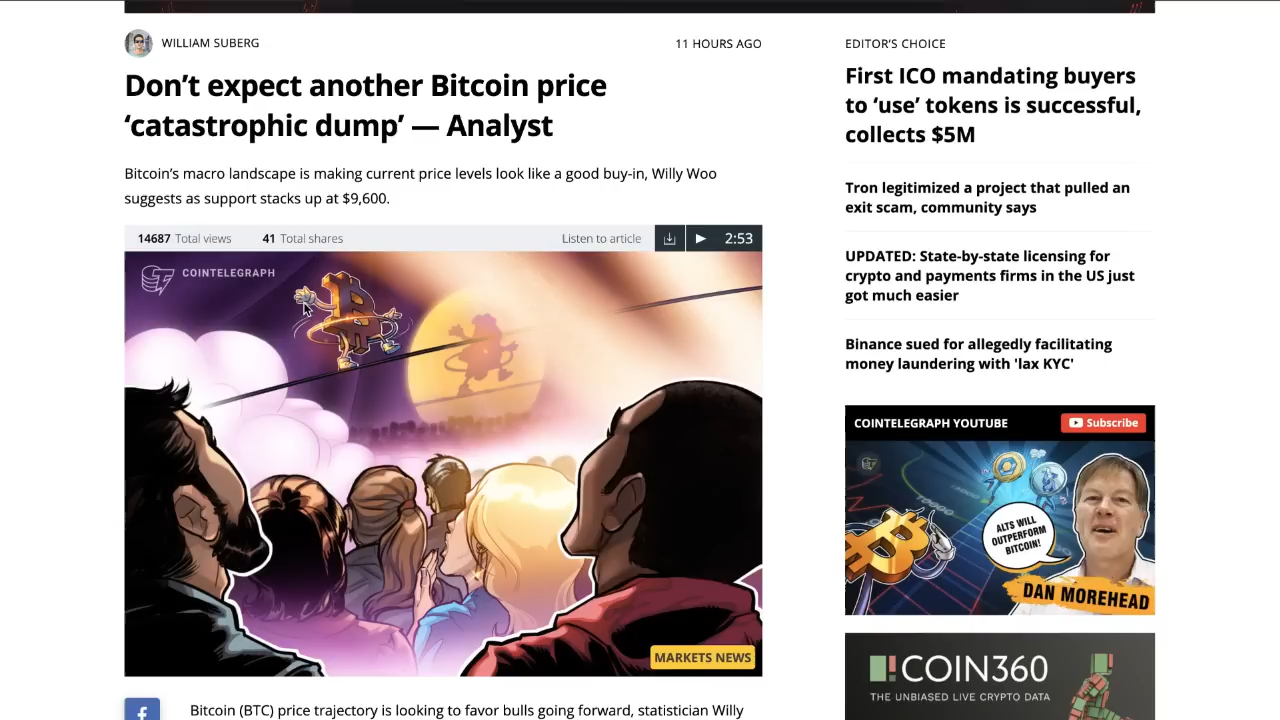 WILLIAM SUBERG
11 HOURS AGO
Don’t expect another Bitcoin price
‘catastrophic dump’ — Analyst
Bitcoin’s macro landscape is making current price levels look like a good buy-in, Willy Woo
suggests as support stacks up at $9,600.
14687 Total views
41 Total shares
Listen to article
2:53
COINTELEGRAPH
MARKETS NEWS
f
Bitcoin (BTC) price trajectory is looking to favor bulls going forward, statistician Willy
EDITOR’S CHOICE
First ICO mandating buyers
to ‘use’ tokens is successful,
collects $5M
Tron legitimized a project that pulled an
exit scam, community says
UPDATED: State-by-state licensing for
crypto and payments firms in the US just
got much easier
Binance sued for allegedly facilitating
money laundering with 'lax KYC'
COINTELEGRAPH YOUTUBE
Subscribe
ALTS WILL
OUTPERFORM
BITCOIN!
DAN MOREHEAD
COIN360
THE UNBIASED LIVE CRYPTO DATA